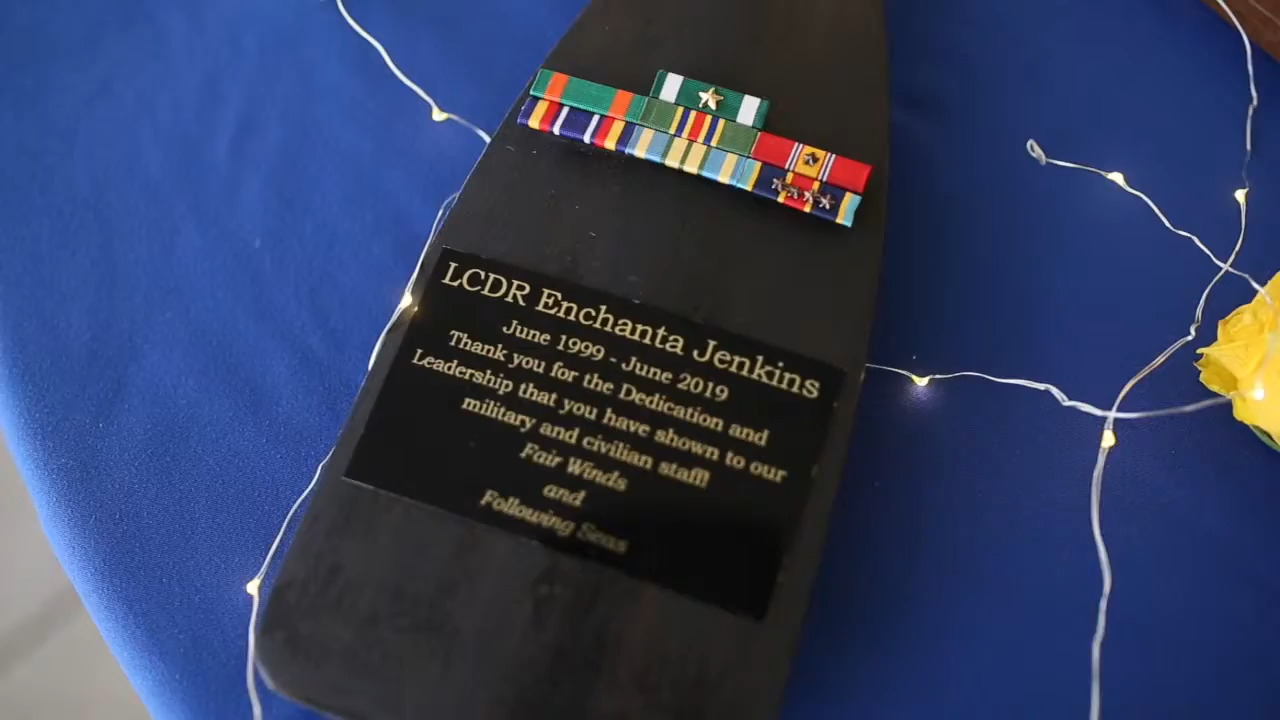 LCDR Enchanta Jenkins
June 1999 - June 2019
Thank you for the Dedication and
Leadership that you have shown to our
military and civilian staff!
Fair Winds
and
Following Seas